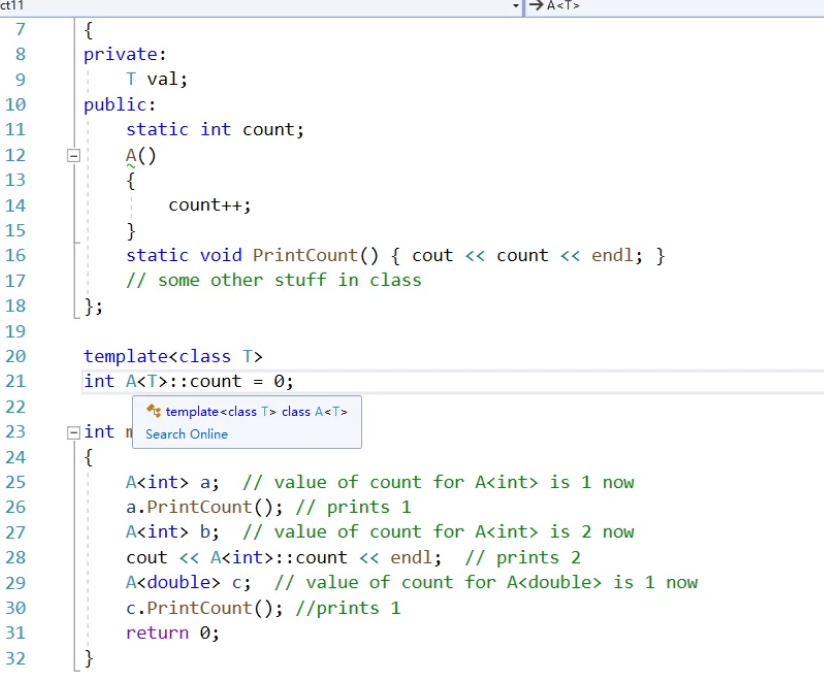 ct11 A<T>
7 {
8 private:
9 T val;
10 public:
11 static int count;
12 A()
13 {
14 count++;
15 }
16 static void PrintCount() { cout << count << endl; }
17 // some other stuff in class
18 };
19
20 template<class T>
21 int A<T>::count = 0;
22 template<class T> class A<T>
23 int
Search Online
24 {
25 A<int> a; // value of count for A<int> is 1 now
26 a.PrintCount(); // prints 1
27 A<int> b; // value of count for A<int> is 2 now
28 cout << A<int>::count << endl; // prints 2
29 A<double> c; // value of count for A<double> is 1 now
30 c.PrintCount(); //prints 1
31 return 0;
32 }